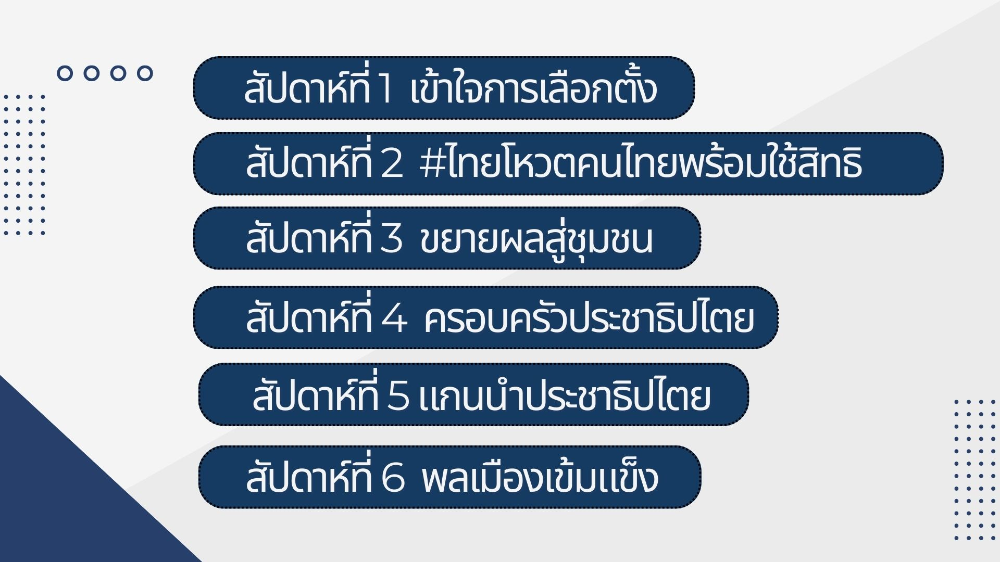 สัปดาห์ที่ 1 เข้าใจการเลือกตั้ง
สัปดาห์ที่ 2 #ไทยโหวตคนไทยพร้อมใช้สิทธิ
สัปดาห์ที่ 3 ขยายผลสู่ชุมชน
สัปดาห์ที่ 4 ครอบครัวประชาธิปไตย
สัปดาห์ที่ 5 แกนนำประชาธิปไตย
สัปดาห์ที่ 6 พลเมืองเข้มแข็ง